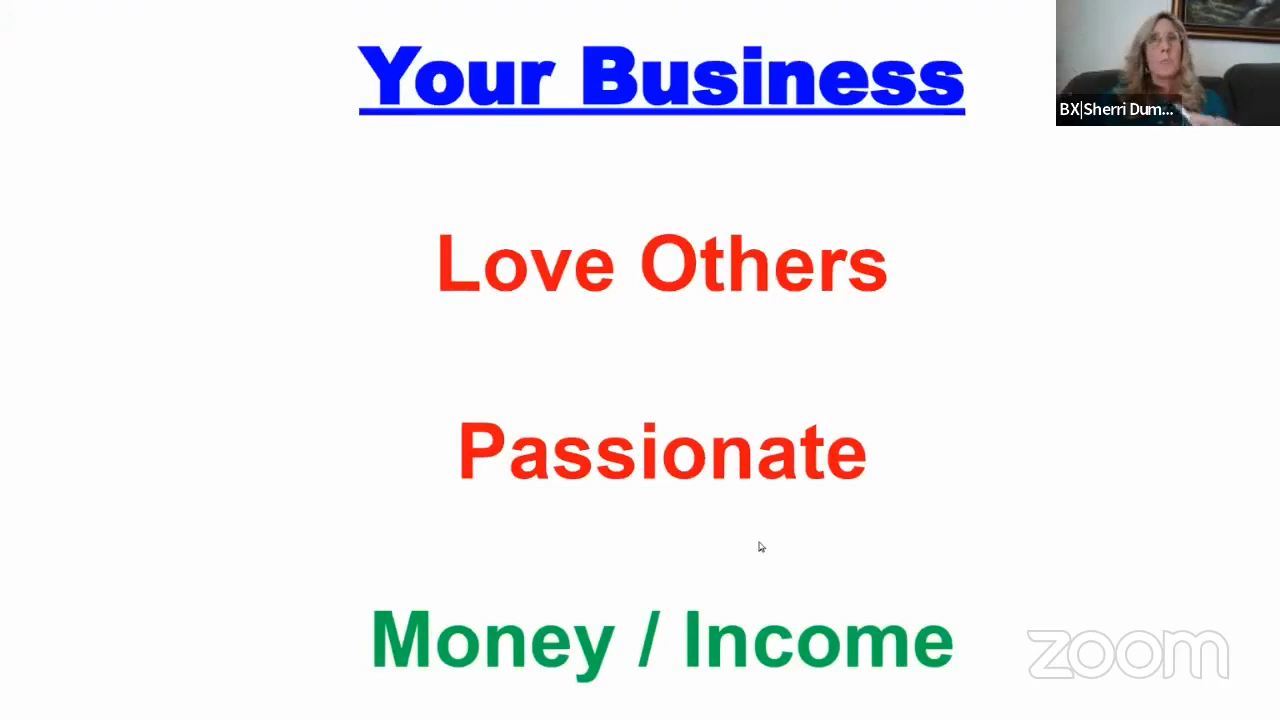 Your Business
BX|Sherri Dum...
Love Others
Passionate
Money / Income
zoom